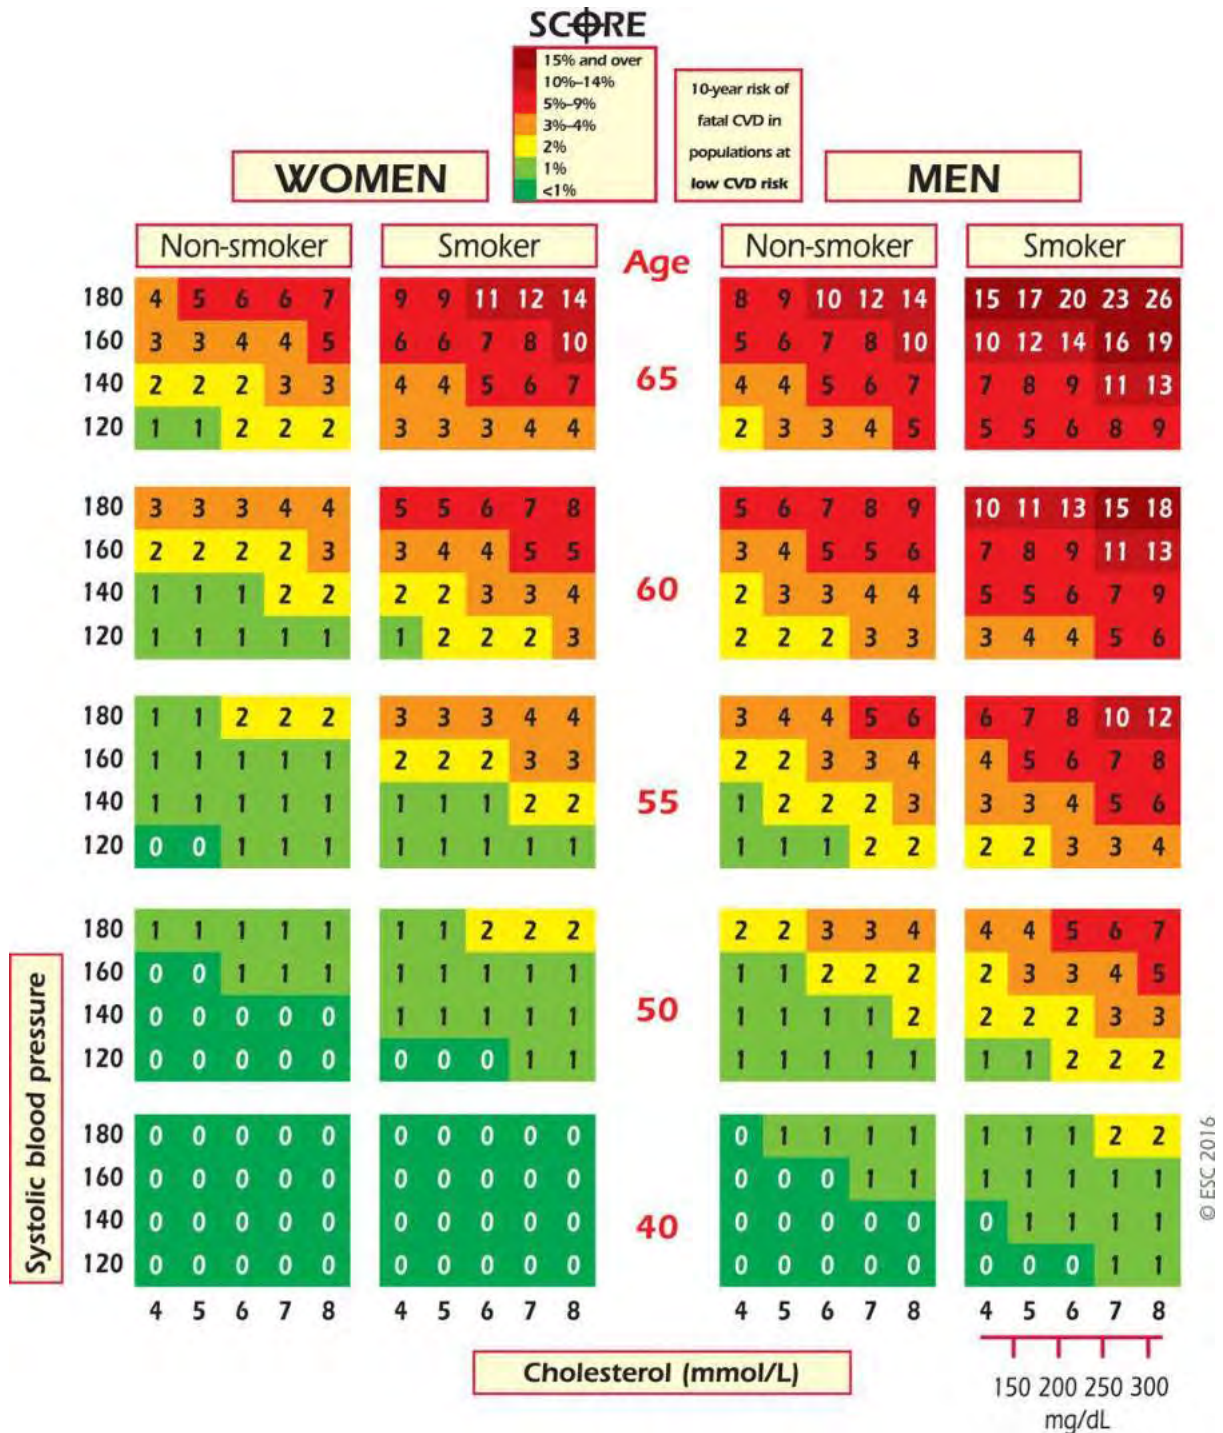 SCORE
15% and over
10%–14%
5%–9%
3%–4%
2%
1%
<1%
10-year risk of
fatal CVD in
populations at
low CVD risk
WOMEN
MEN
Non-smoker Smoker Age Non-smoker Smoker
180 4 5 6 6 7 9 9 11 12 14 8 9 10 12 14 15 17 20 23 26
160 3 3 4 4 5 6 6 7 8 10 5 6 7 8 10 10 12 14 16 19
65
140 2 2 2 3 3 4 4 5 6 7 4 4 5 6 7 7 8 9 11 13
120 1 1 2 2 2 3 3 3 4 4 2 3 3 4 5 5 5 6 8 9
180 3 3 3 4 4 5 5 6 7 8 5 6 7 8 9 10 11 13 15 18
160 2 2 2 2 3 3 4 4 5 5 3 4 5 5 6 7 8 9 11 13
60
140 1 1 1 2 2 2 2 3 3 4 2 3 3 4 4 5 5 6 7 9
120 1 1 1 1 1 1 2 2 2 3 2 2 2 3 3 3 4 4 5 6
180 1 1 2 2 2 3 3 3 4 4 3 4 4 5 6 6 7 8 10 12
160 1 1 1 1 1 2 2 2 3 3 2 2 3 3 4 4 5 6 7 8
55
140 1 1 1 1 1 1 1 1 2 2 1 2 2 2 3 3 3 4 5 6
120 0 0 1 1 1 1 1 1 1 1 1 1 1 2 2 2 2 3 3 4
180 1 1 1 1 1 1 1 2 2 2 2 2 3 3 4 4 4 5 6 7
160 0 0 1 1 1 1 1 1 1 1 1 1 2 2 2 2 3 3 4 5
50
140 0 0 0 0 0 1 1 1 1 1 1 1 1 1 2 2 2 2 3 3
120 0 0 0 0 0 0 0 0 1 1 1 1 1 1 1 1 1 2 2 2
180 0 0 0 0 0 0 0 0 0 0 0 1 1 1 1 1 1 1 2 2
160 0 0 0 0 0 0 0 0 0 0 0 0 0 1 1 1 1 1 1 1
40
140 0 0 0 0 0 0 0 0 0 0 0 0 0 0 0 0 1 1 1 1
120 0 0 0 0 0 0 0 0 0 0 0 0 0 0 0 0 0 0 1 1
4 5 6 7 8 4 5 6 7 8 4 5 6 7 8 4 5 6 7 8
Systolic blood pressure
Cholesterol (mmol/L)
150 200 250 300
mg/dL
© ESC 2016